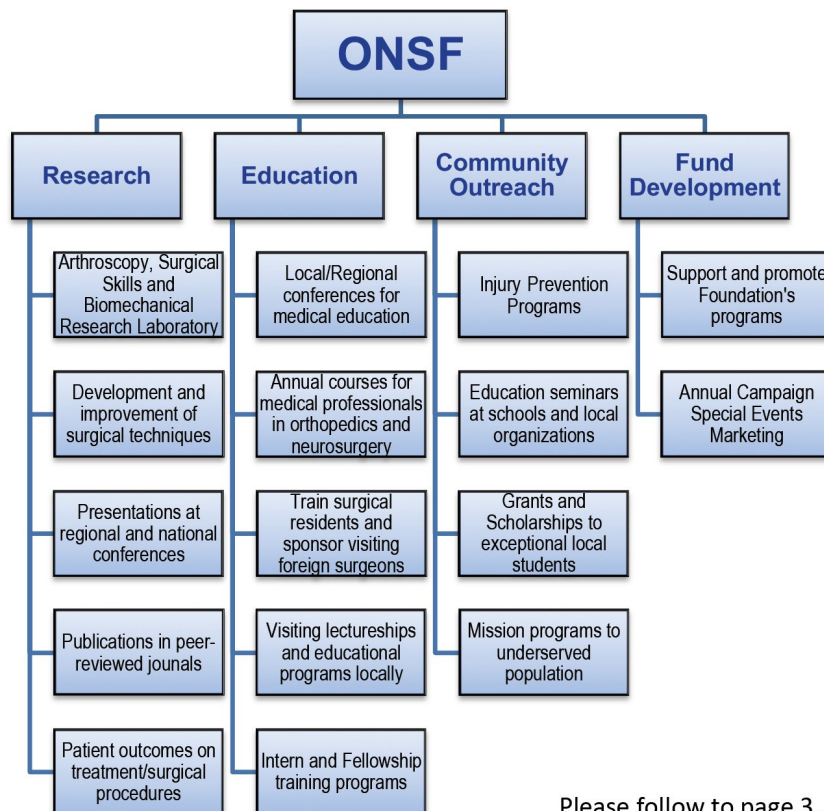 ONSF
Research
Arthroscopy, Surgical
Skills and
Biomechanical
Research Laboratory
Development and
improvement of
surgical techniques
Presentations at
regional and national
conferences
Publications in peer-
reviewed jounals
Patient outcomes on
treatment/surgical
procedures
Education
Local/Regional
conferences for
medical education
Annual courses for
medical professionals
in orthopedics and
neurosurgery
Train surgical
residents and
sponsor visiting
foreign surgeons
Visiting lectureships
and educational
programs locally
Intern and Fellowship
training programs
Community
Outreach
Injury Prevention
Programs
Education seminars
at schools and local
organizations
Grants and
Scholarships to
exceptional local
students
Mission programs to
underserved
population
Fund
Development
Support and promote
Foundation's
programs
Annual Campaign
Special Events
Marketing
Please follow to page 3